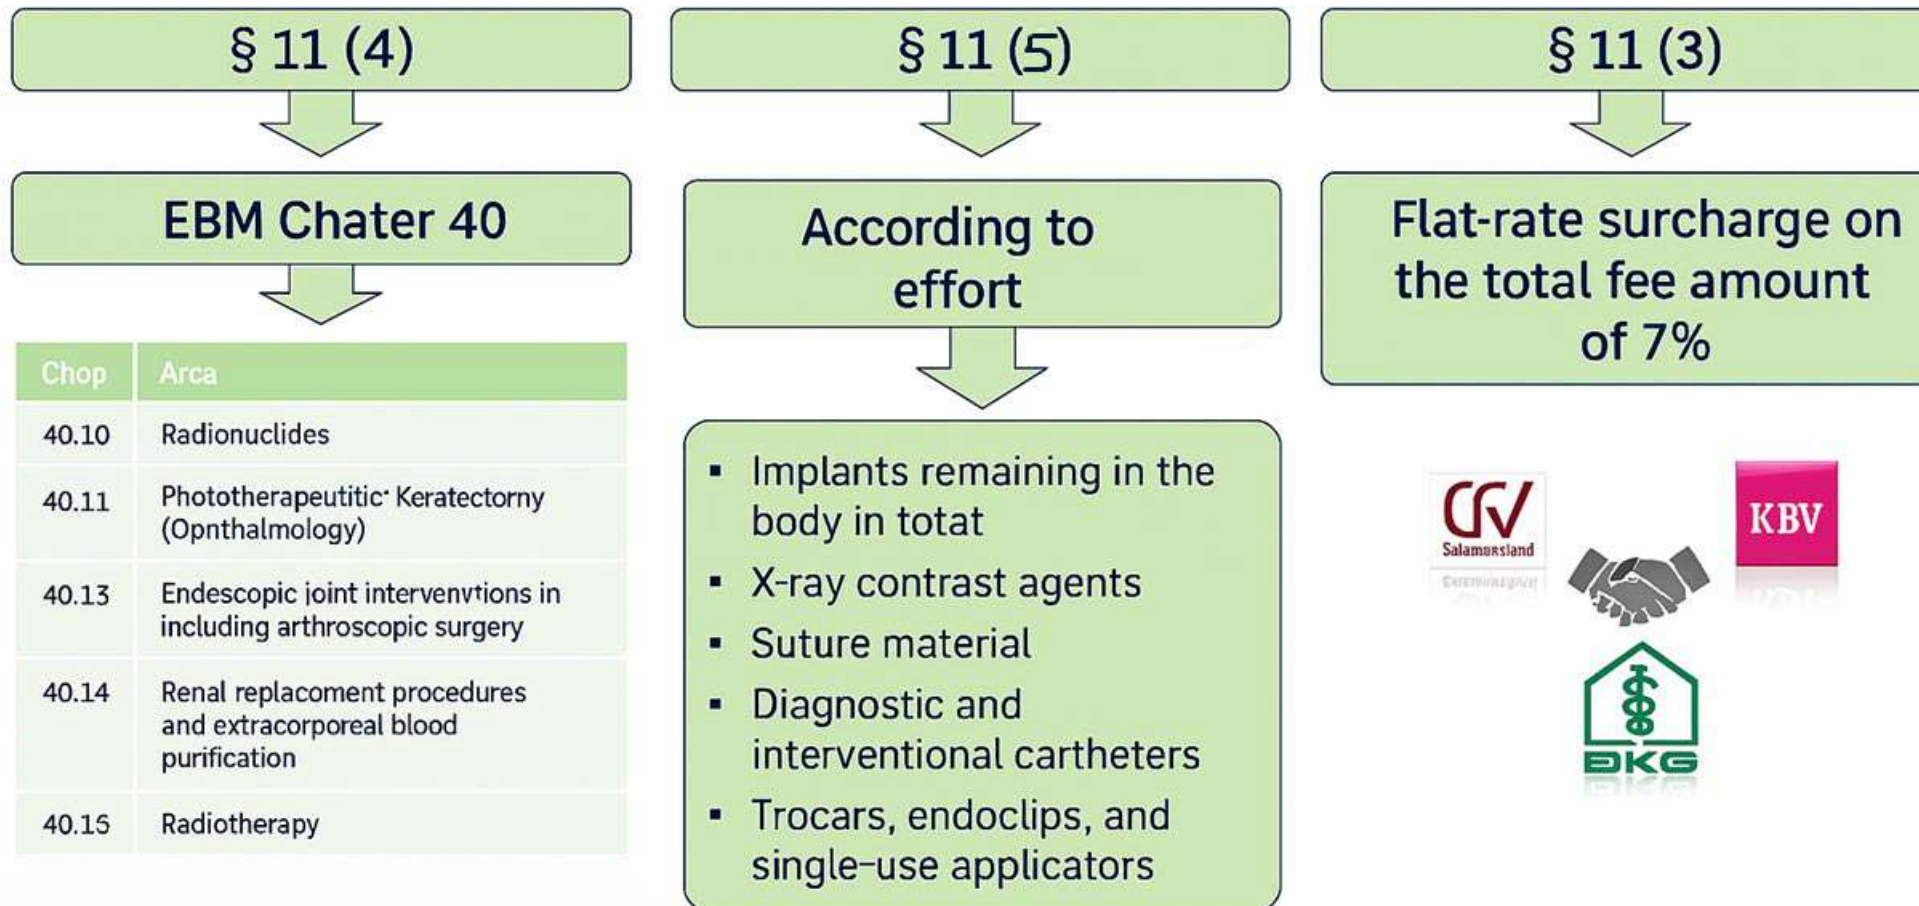 § 11 (4)
EBM Chater 40
Chop Arca
40.10 Radionuclides
40.11 Phototherapeutitic· Keratectorny
(Opnthalmology)
40.13 Endescopic joint intervenvtions in
including arthroscopic surgery
40.14 Renal replacoment procedures
and extracorporeal blood
purification
40.15 Radiotherapy
§ 11 (5)
According to
effort
▪ Implants remaining in the
body in totat
▪ X-ray contrast agents
▪ Suture material
▪ Diagnostic and
interventional cartheters
▪ Trocars, endoclips, and
single-use applicators
§ 11 (3)
Flat-rate surcharge on
the total fee amount
of 7%
KBV